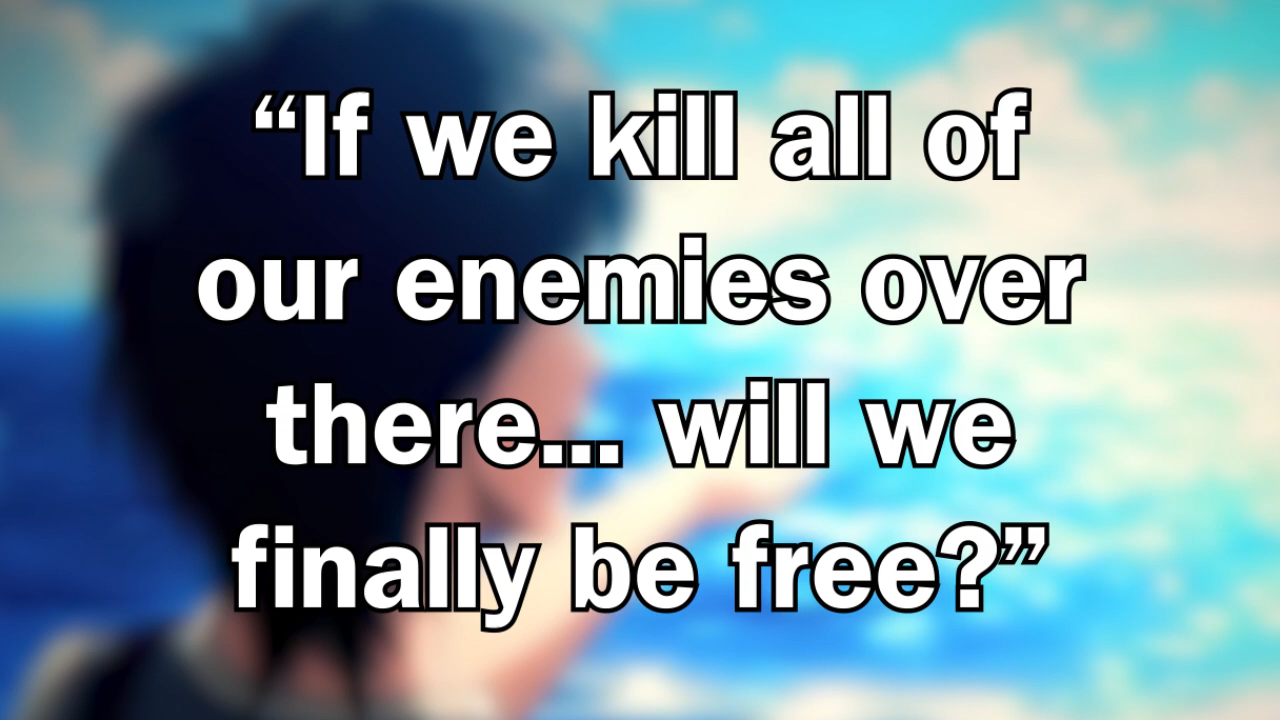 “If we kill all of
our enemies over
there... will we
finally be free?”